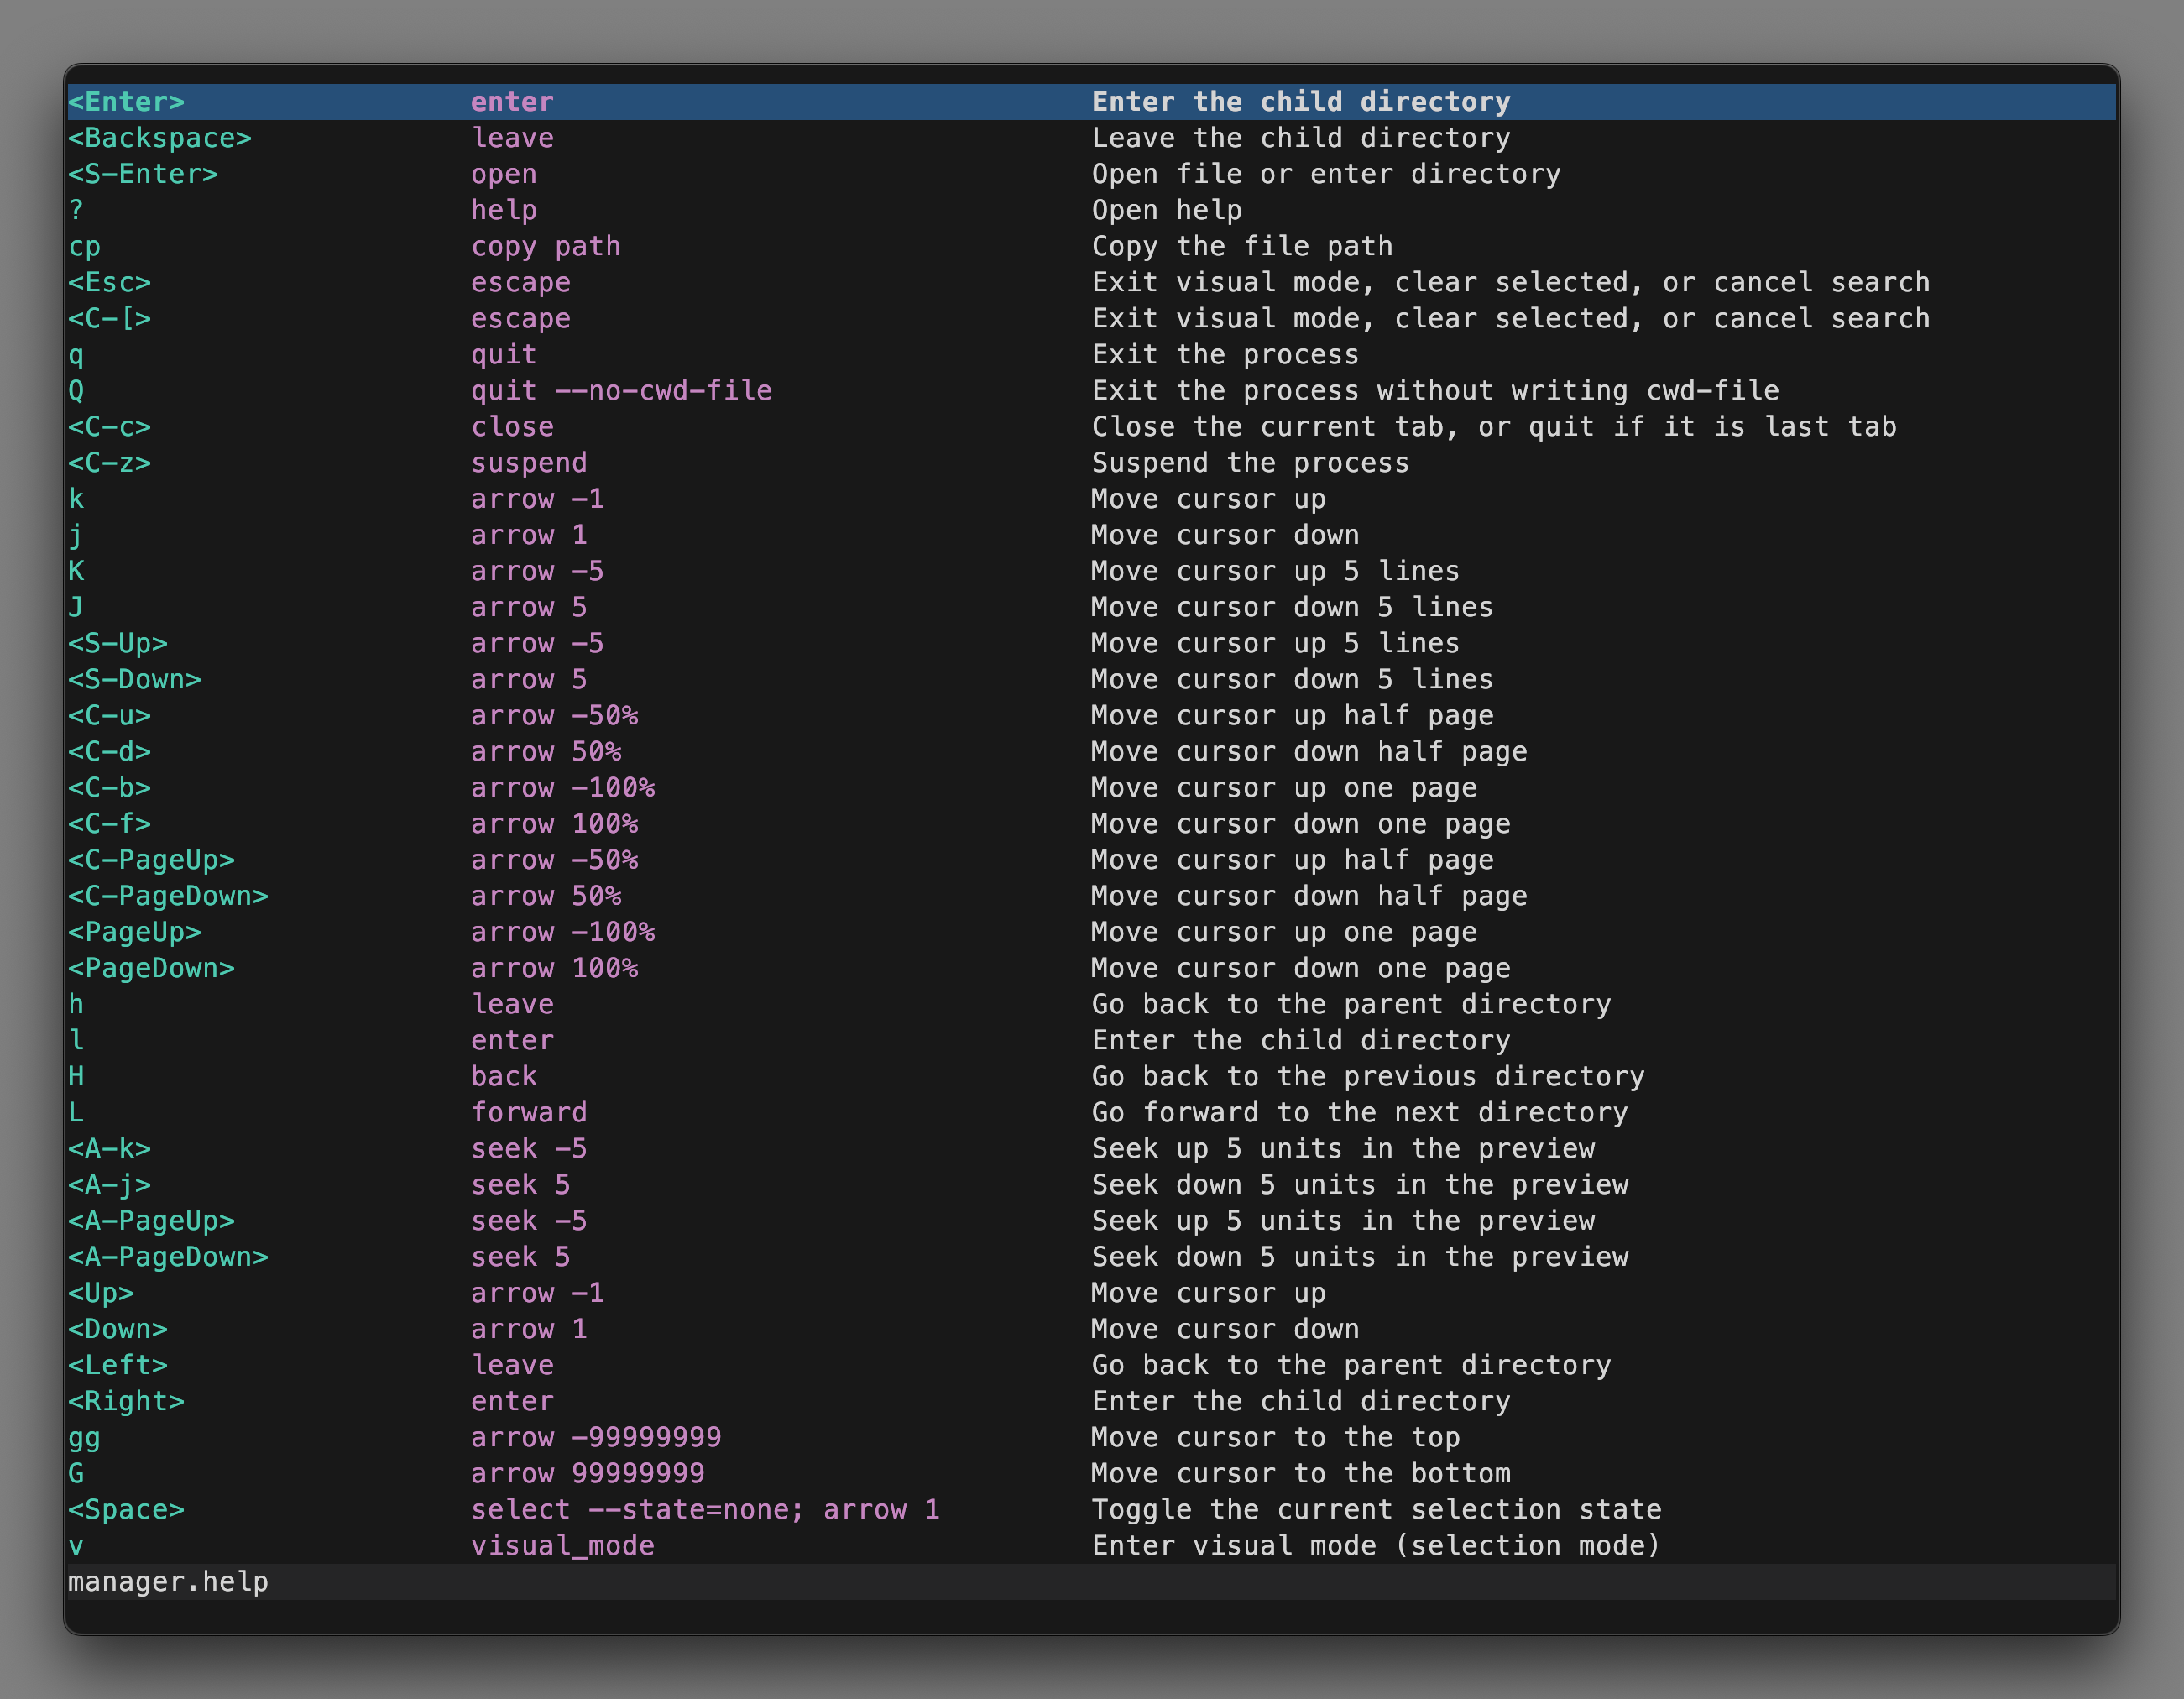 <Enter> enter Enter the child directory
<Backspace> leave Leave the child directory
<S-Enter> open Open file or enter directory
? help Open help
cp copy path Copy the file path
<Esc> escape Exit visual mode, clear selected, or cancel search
<C-[> escape Exit visual mode, clear selected, or cancel search
q quit Exit the process
Q quit --no-cwd-file Exit the process without writing cwd-file
<C-c> close Close the current tab, or quit if it is last tab
<C-z> suspend Suspend the process
k arrow -1 Move cursor up
j arrow 1 Move cursor down
K arrow -5 Move cursor up 5 lines
J arrow 5 Move cursor down 5 lines
<S-Up> arrow -5 Move cursor up 5 lines
<S-Down> arrow 5 Move cursor down 5 lines
<C-u> arrow -50% Move cursor up half page
<C-d> arrow 50% Move cursor down half page
<C-b> arrow -100% Move cursor up one page
<C-f> arrow 100% Move cursor down one page
<C-PageUp> arrow -50% Move cursor up half page
<C-PageDown> arrow 50% Move cursor down half page
<PageUp> arrow -100% Move cursor up one page
<PageDown> arrow 100% Move cursor down one page
h leave Go back to the parent directory
l enter Enter the child directory
H back Go back to the previous directory
L forward Go forward to the next directory
<A-k> seek -5 Seek up 5 units in the preview
<A-j> seek 5 Seek down 5 units in the preview
<A-PageUp> seek -5 Seek up 5 units in the preview
<A-PageDown> seek 5 Seek down 5 units in the preview
<Up> arrow -1 Move cursor up
<Down> arrow 1 Move cursor down
<Left> leave Go back to the parent directory
<Right> enter Enter the child directory
gg arrow -99999999 Move cursor to the top
G arrow 99999999 Move cursor to the bottom
<Space> select --state=none; arrow 1 Toggle the current selection state
v visual_mode Enter visual mode (selection mode)
manager.help